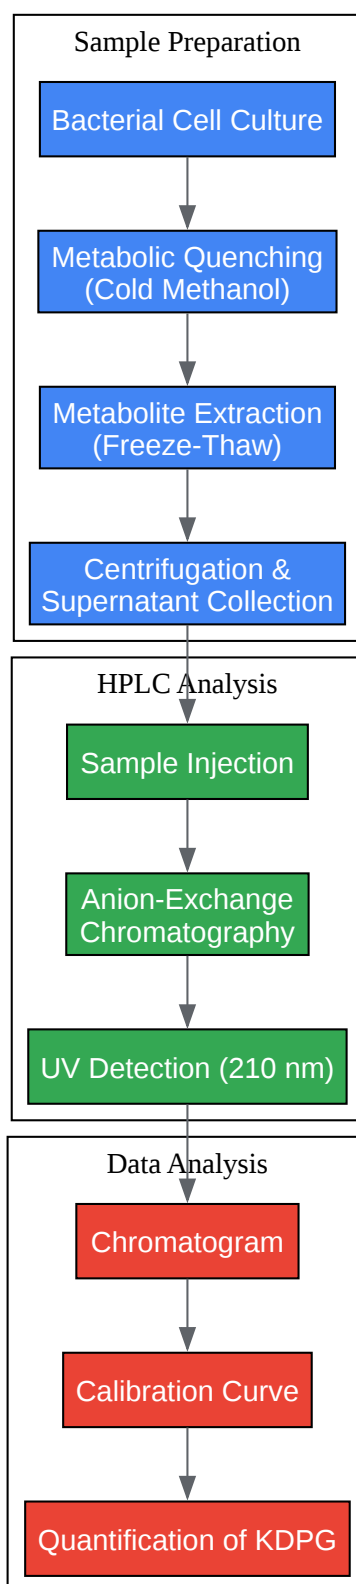 Sample Preparation
Bacterial Cell Culture
Metabolic Quenching
(Cold Methanol)
Metabolite Extraction
(Freeze-Thaw)
Centrifugation &
Supernatant Collection
HPLC Analysis
Sample Injection
Anion-Exchange
Chromatography
UV Detection (210 nm)
Data Analysis
Chromatogram
Calibration Curve
Quantification of KDPG